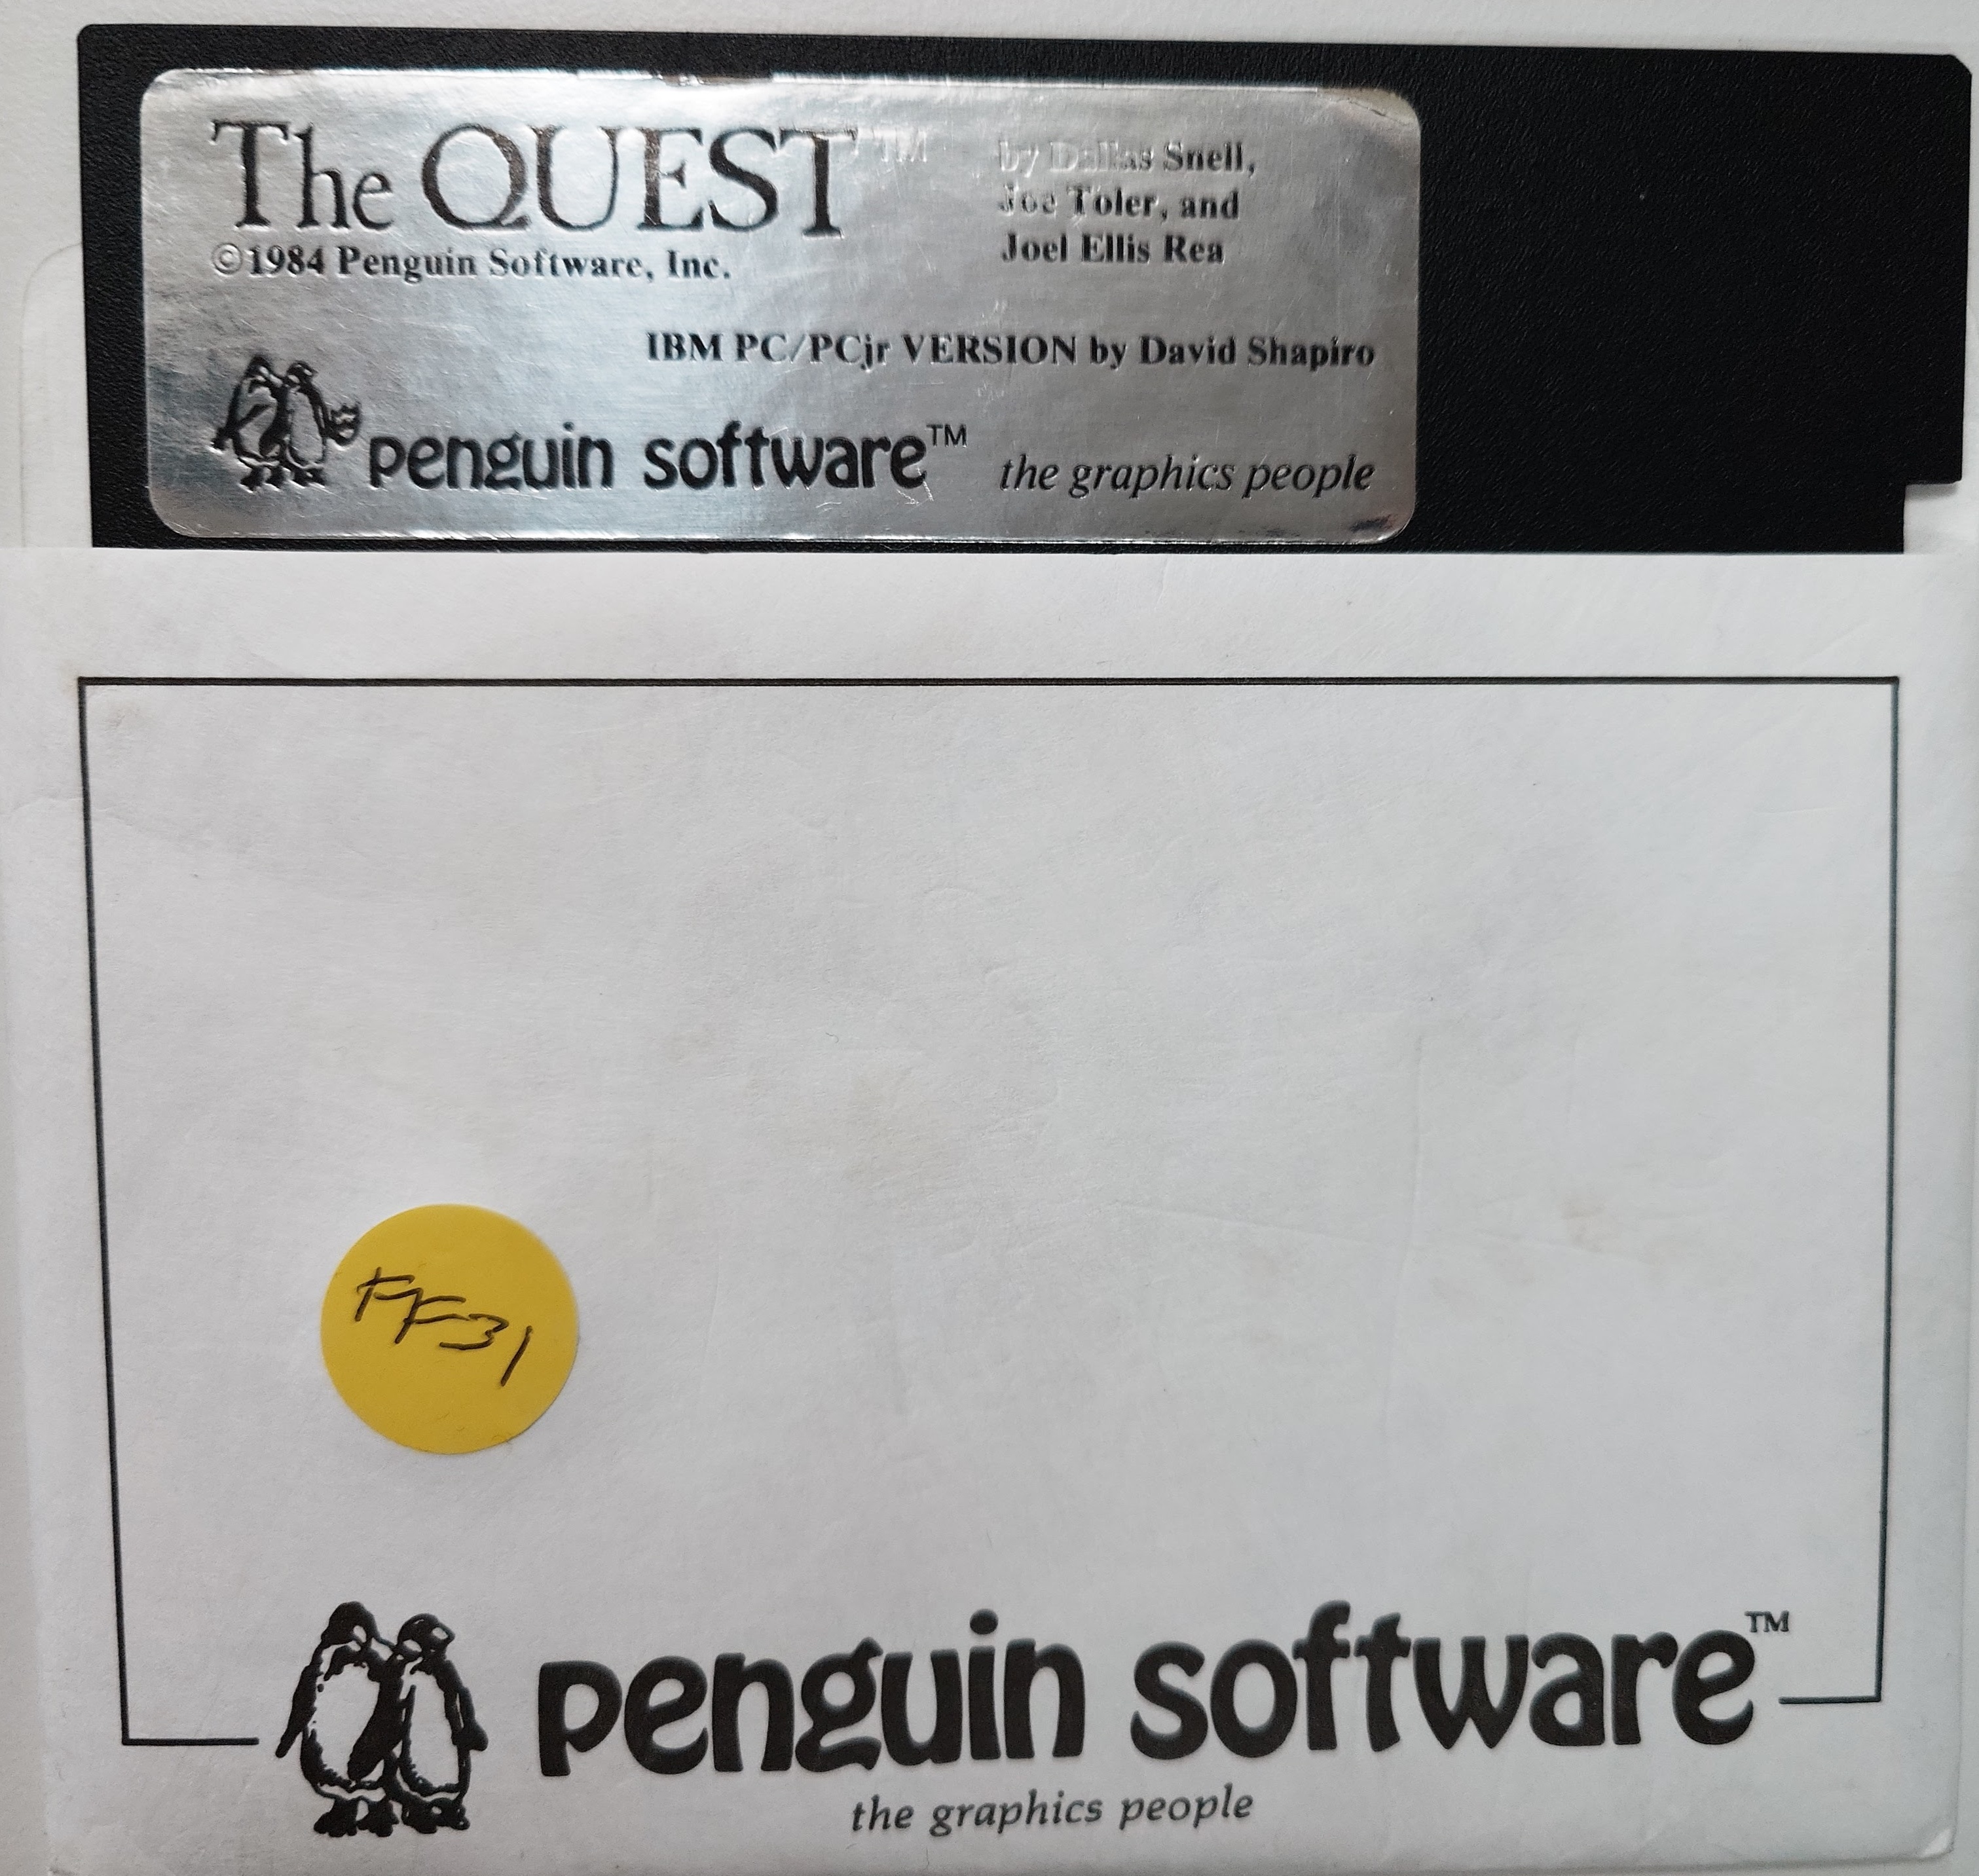 The QUEST™
by Dallas Snell,
Joe Toler, and
Joel Ellis Rea
©1984 Penguin Software, Inc.
IBM PC/PCjr VERSION by David Shapiro
penguin software™ the graphics people
FF31
penguin software™
the graphics people